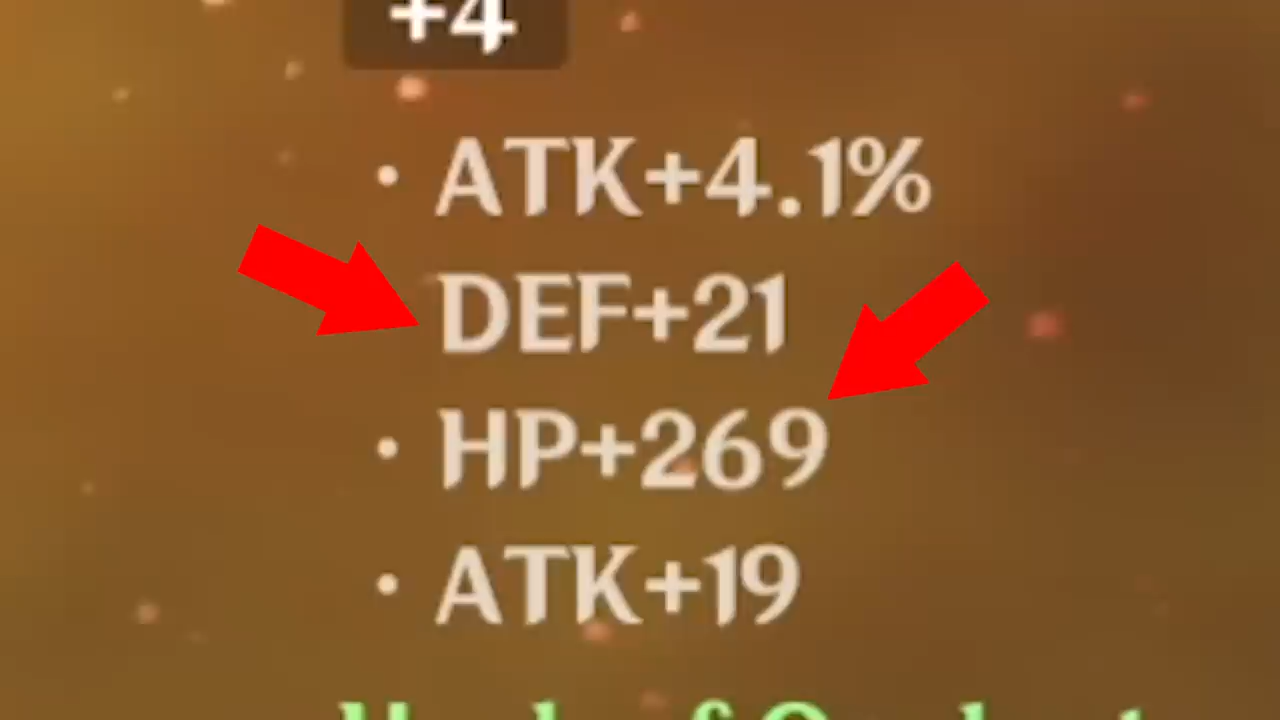 +4
· ATK+4.1%
DEF+21
· HP+269
· ATK+19